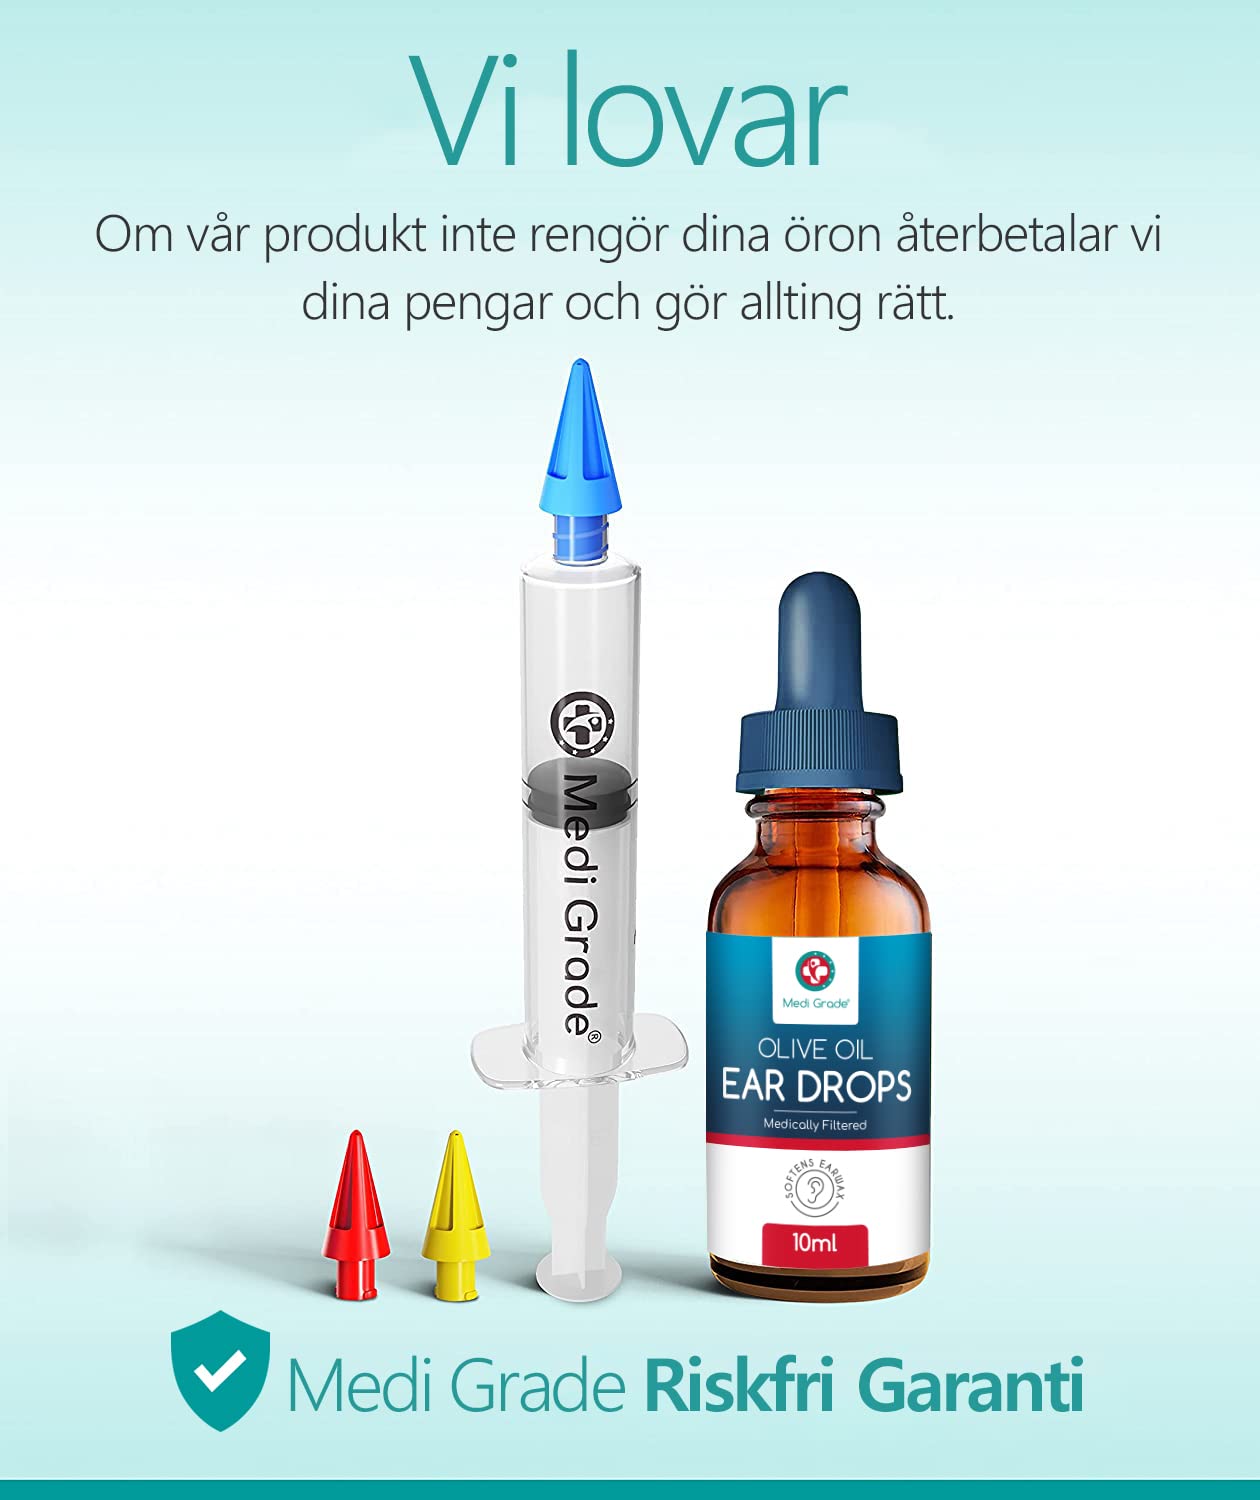 Vi lovar
Om vår produkt inte rengör dina öron återbetalar vi
dina pengar och gör allting rätt.
Medi Grade®
Medi Grade®
OLIVE OIL
EAR DROPS
Medically Filtered
SOFTENS EARWAX
10ml
Medi Grade Riskfri Garanti